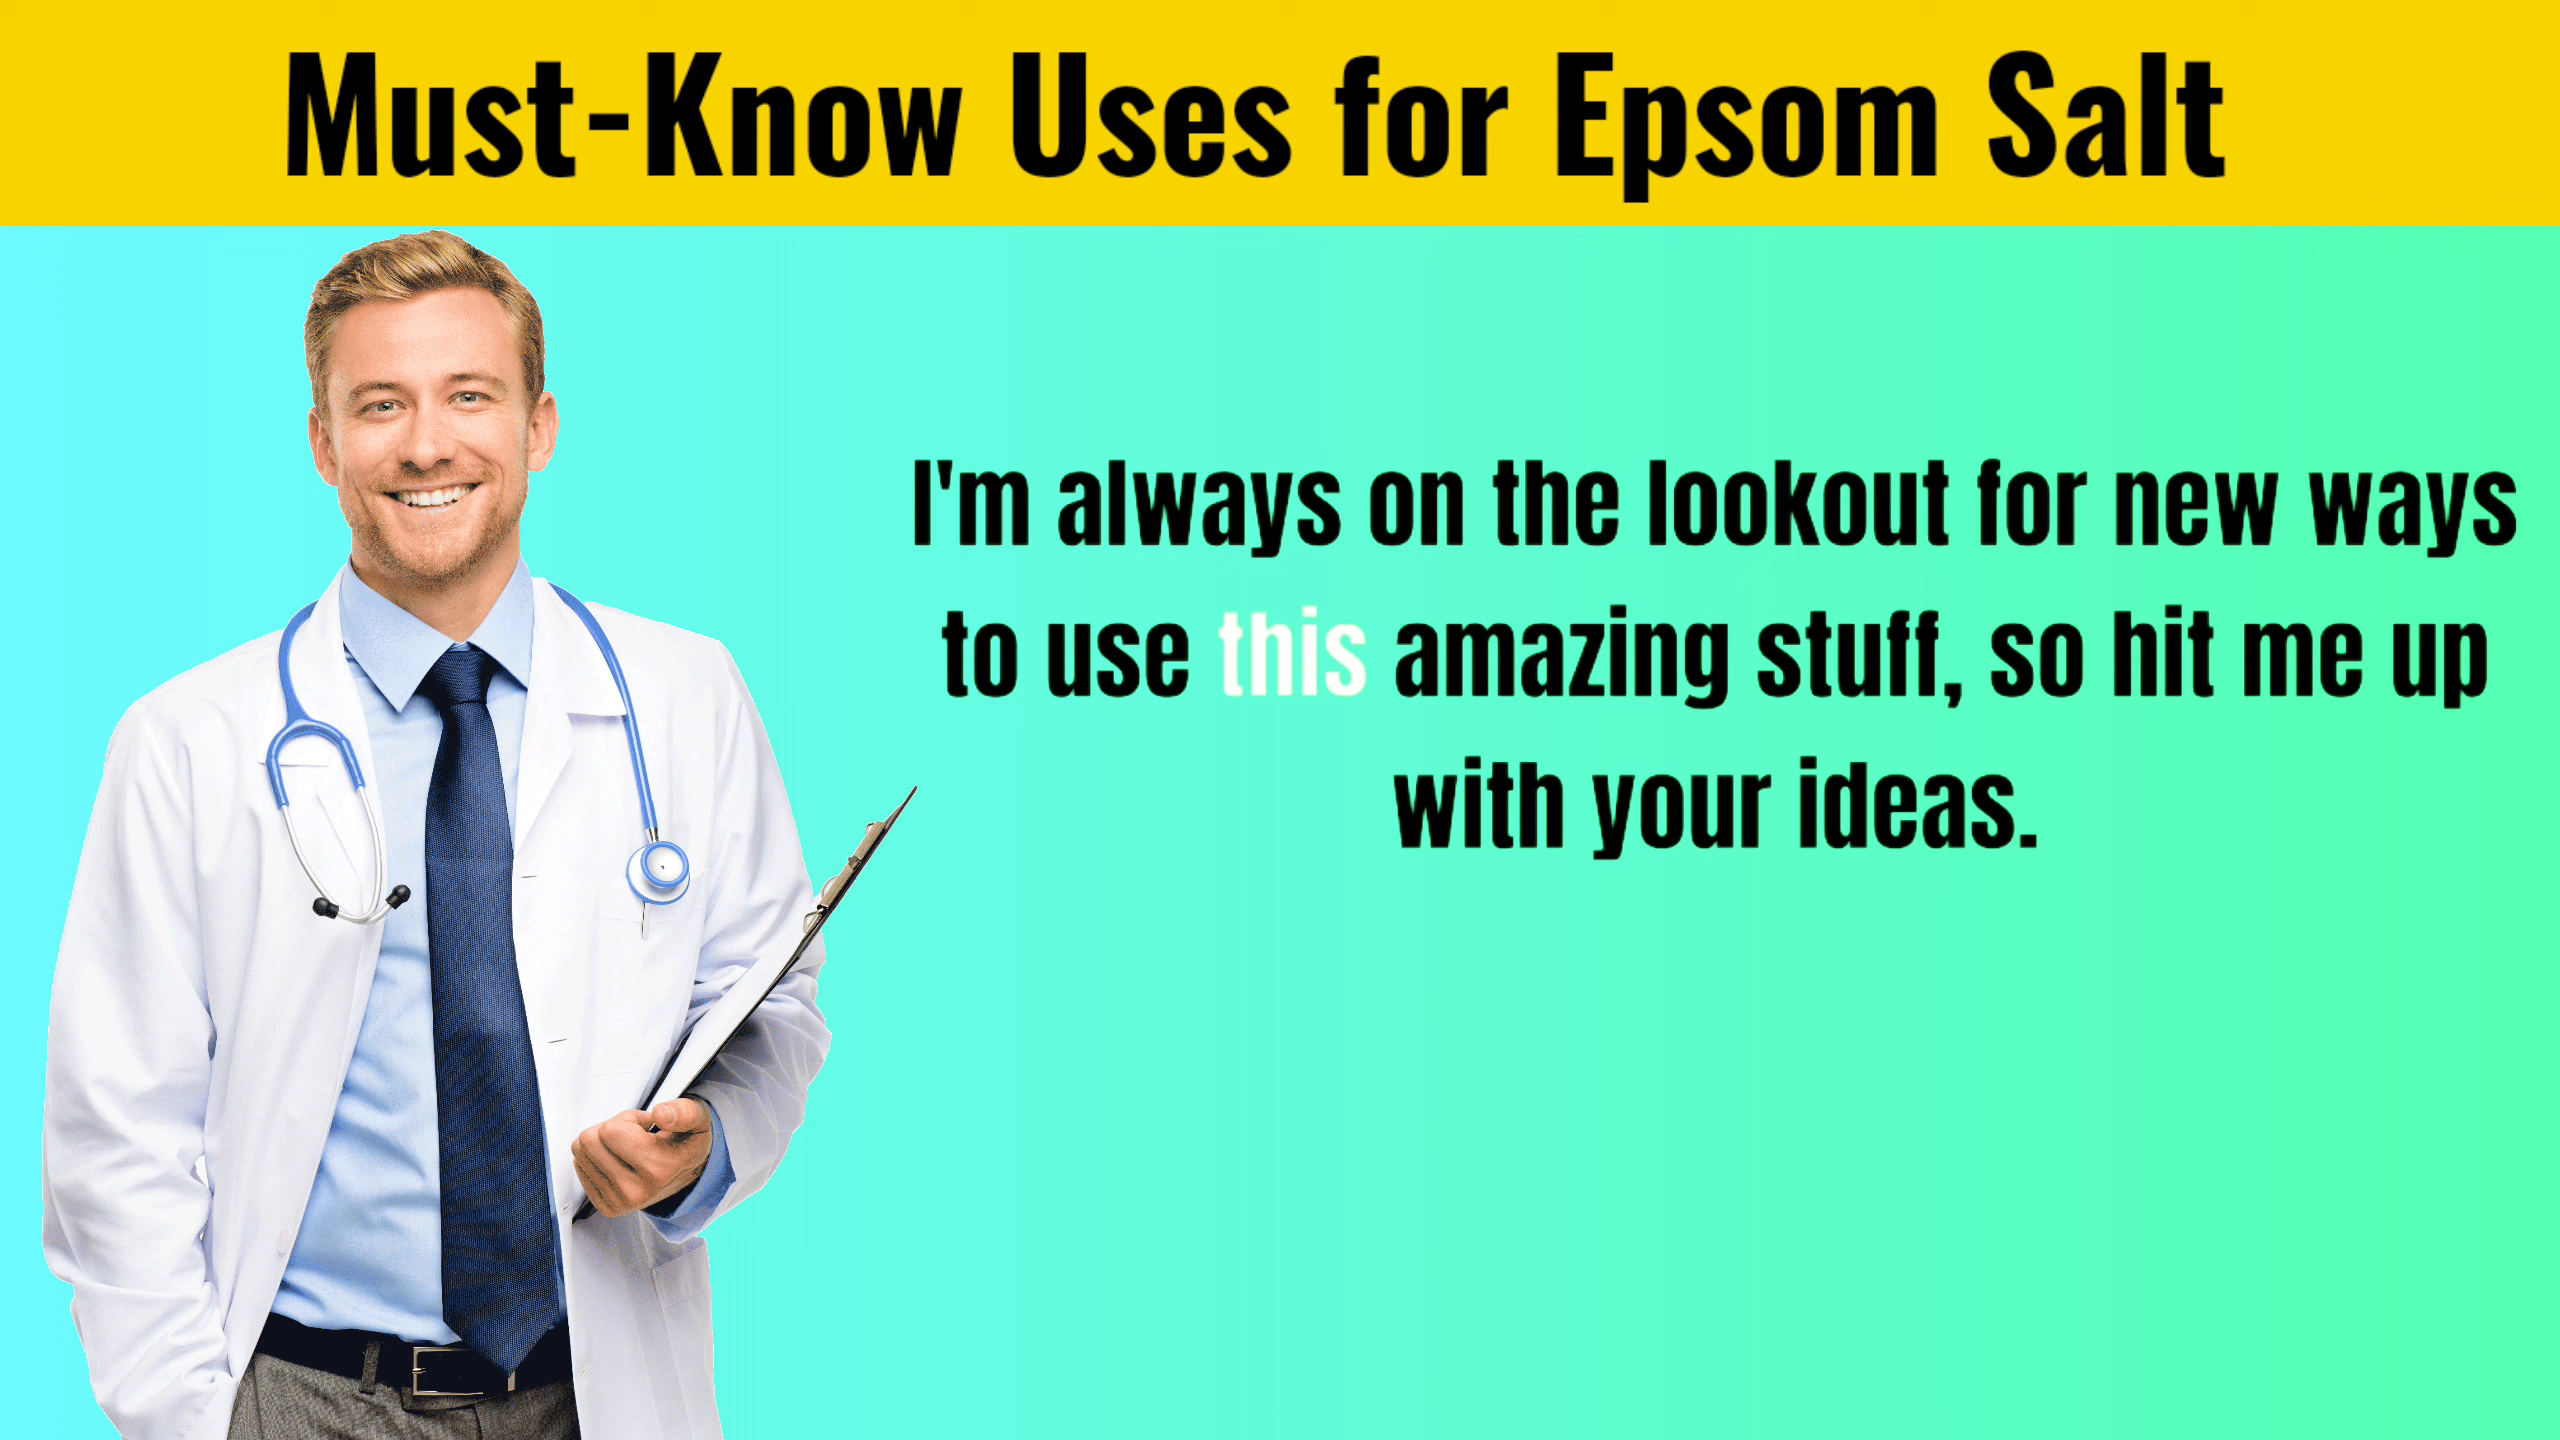 Must-Know Uses for Epsom Salt
I'm always on the lookout for new ways
to use this amazing stuff, so hit me up
with your ideas.